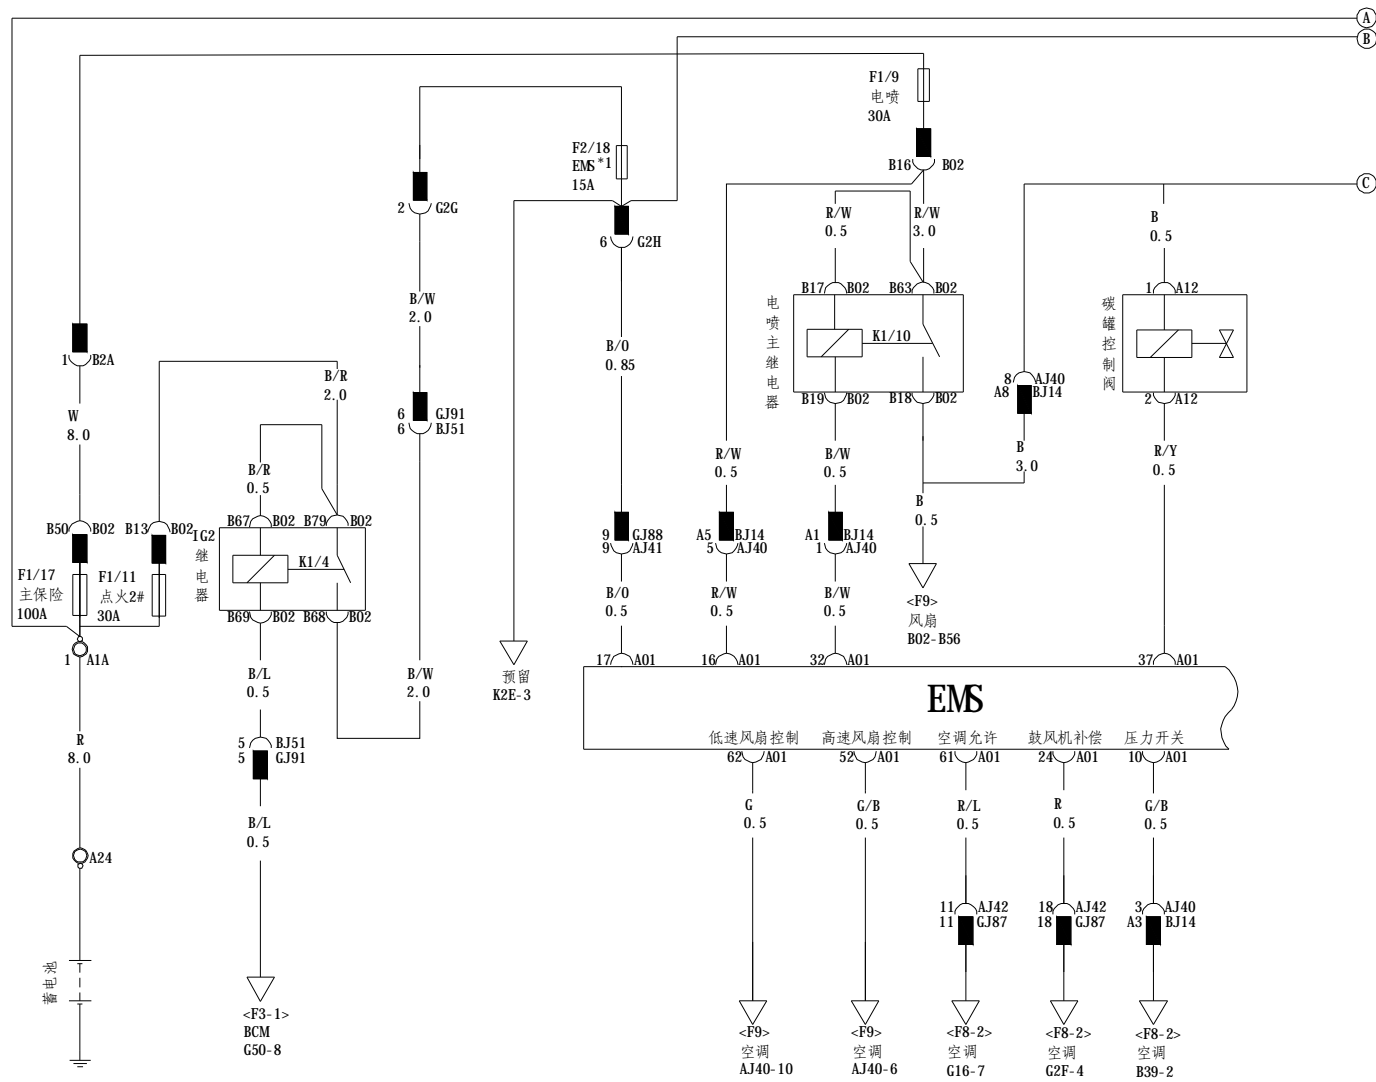 A
B
F1/9
电喷
30A
B16 B02
C
F2/18
EMS *1
15A
2 G2G
6 G2H
R/W
0.5
R/W
3.0
B
0.5
B17 B02
B63 B02
1 A12
电喷主继电器
K1/10
碳罐控制阀
B19 B02
B18 B02
8 AJ40
A8 BJ14
2 A12
B/W
2.0
B/O
0.85
1 B2A
B/R
2.0
W
8.0
6 GJ91
6 BJ51
B/R
0.5
R/W
0.5
B/W
0.5
B
3.0
R/Y
0.5
B
0.5
B50 B02
B13 B02
B67 B02
B79 B02
IG2
继电器
K1/4
9 GJ88
9 AJ41
A5 BJ14
5 AJ40
A1 BJ14
1 AJ40
F1/17
主保险
100A
F1/11
点火2#
30A
B69 B02
B68 B02
B/O
0.5
R/W
0.5
B/W
0.5
<F9>
风扇
B02-B56
1 A1A
B/L
0.5
B/W
2.0
预留
K2E-3
17 A01
16 A01
32 A01
37 A01
EMS
R
8.0
5 BJ51
5 GJ91
低速风扇控制
高速风扇控制
空调允许
鼓风机补偿
压力开关
62 A01
52 A01
61 A01
24 A01
10 A01
B/L
0.5
G
0.5
G/B
0.5
R/L
0.5
R
0.5
G/B
0.5
A24
11 AJ42
11 GJ87
18 AJ42
18 GJ87
3 AJ40
A3 BJ14
蓄电池
<F3-1>
BCM
G50-8
<F9>
空调
AJ40-10
<F9>
空调
AJ40-6
<F8-2>
空调
G16-7
<F8-2>
空调
G2F-4
<F8-2>
空调
B39-2